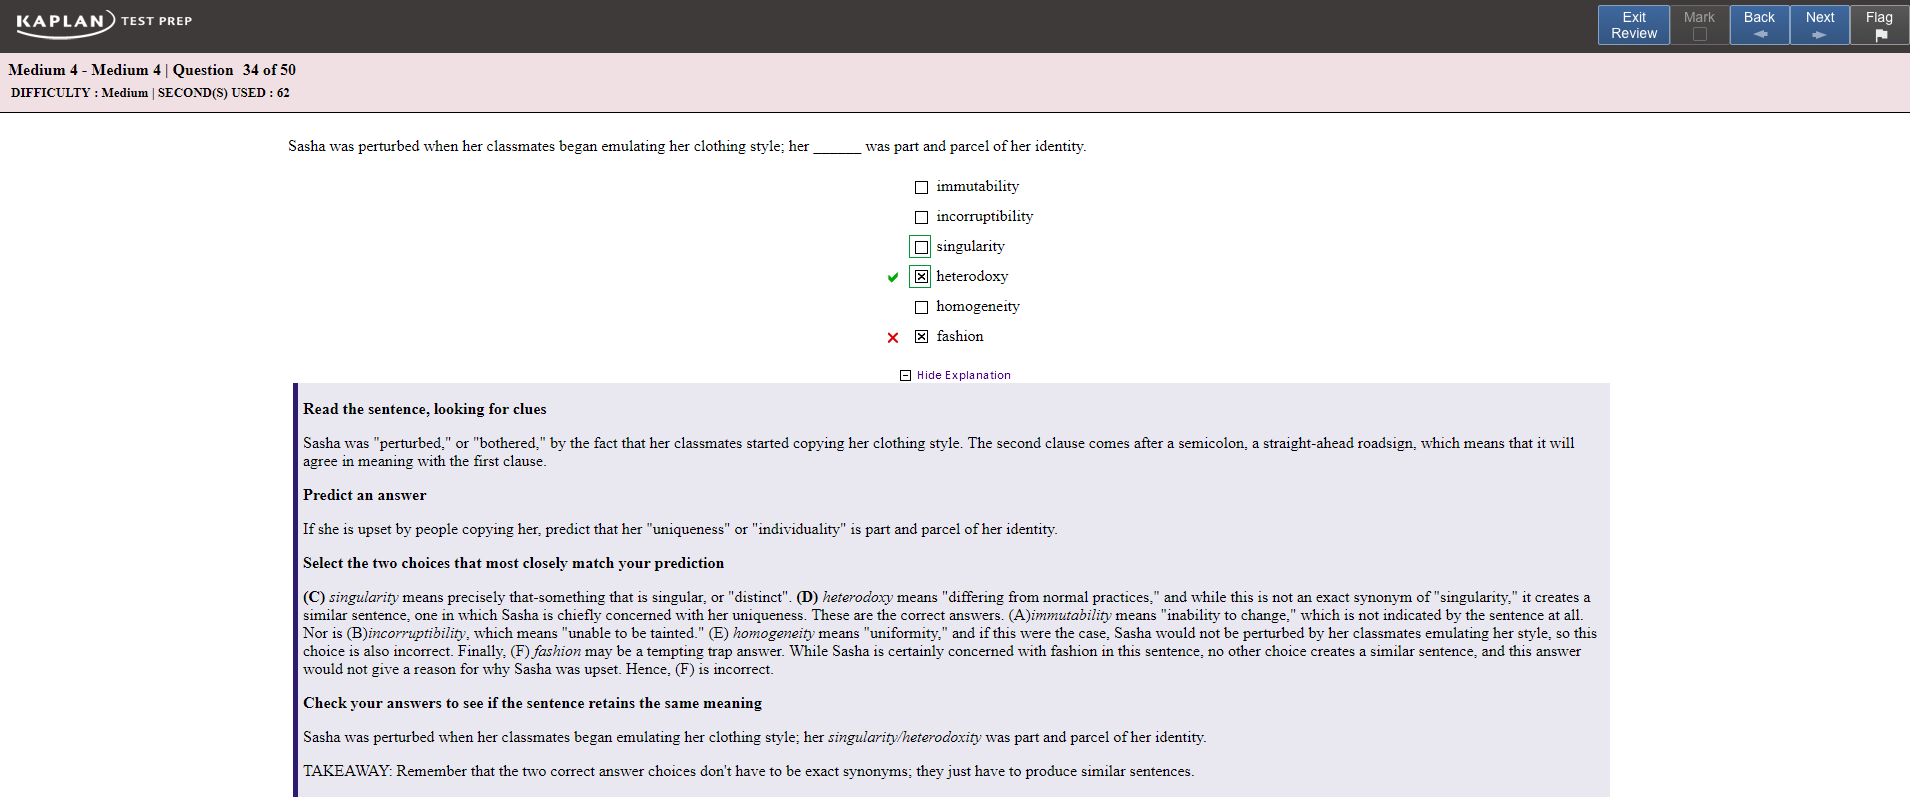 KAPLAN TEST PREP
Exit Review
Mark
Back
Next
Flag
Medium 4 - Medium 4 | Question 34 of 50
DIFFICULTY : Medium | SECOND(S) USED : 62
Sasha was perturbed when her classmates began emulating her clothing style; her ______ was part and parcel of her identity.
immutability
incorruptibility
singularity
heterodoxy
homogeneity
fashion
Hide Explanation
Read the sentence, looking for clues
Sasha was "perturbed," or "bothered," by the fact that her classmates started copying her clothing style. The second clause comes after a semicolon, a straight-ahead roadsign, which means that it will
agree in meaning with the first clause.
Predict an answer
If she is upset by people copying her, predict that her "uniqueness" or "individuality" is part and parcel of her identity.
Select the two choices that most closely match your prediction
(C) singularity means precisely that-something that is singular, or "distinct". (D) heterodoxy means "differing from normal practices," and while this is not an exact synonym of "singularity," it creates a
similar sentence, one in which Sasha is chiefly concerned with her uniqueness. These are the correct answers. (A)immutability means "inability to change," which is not indicated by the sentence at all.
Nor is (B)incorruptibility, which means "unable to be tainted." (E) homogeneity means "uniformity," and if this were the case, Sasha would not be perturbed by her classmates emulating her style, so this
choice is also incorrect. Finally, (F) fashion may be a tempting trap answer. While Sasha is certainly concerned with fashion in this sentence, no other choice creates a similar sentence, and this answer
would not give a reason for why Sasha was upset. Hence, (F) is incorrect.
Check your answers to see if the sentence retains the same meaning
Sasha was perturbed when her classmates began emulating her clothing style; her singularity/heterodoxity was part and parcel of her identity.
TAKEAWAY: Remember that the two correct answer choices don't have to be exact synonyms; they just have to produce similar sentences.